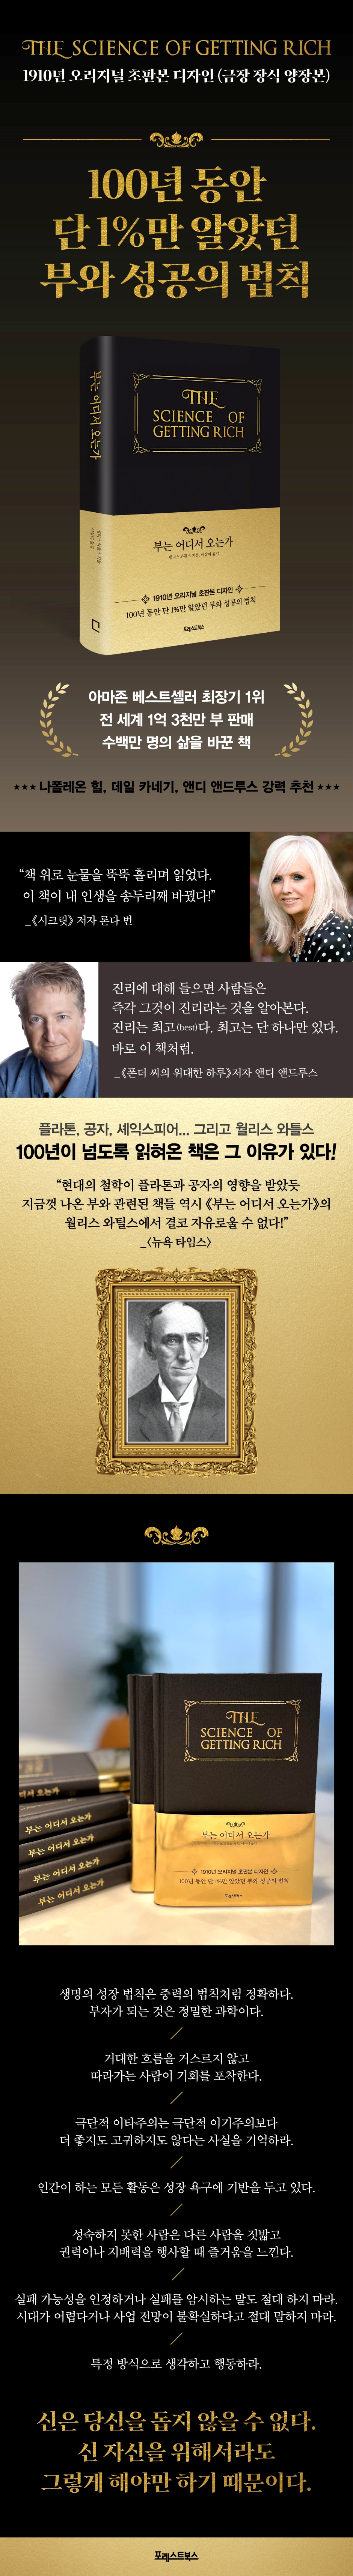 THE SCIENCE OF GETTING RICH
1910년 오리지널 초판본 디자인 (금장 장식 양장본)
100년 동안
단 1%만 알았던
부와 성공의 법칙
부는 어디서 오는가
THE
SCIENCE OF
GETTING RICH
부는 어디서 오는가
1910년 오리지널 초판본 디자인
100년 동안 단 1%만 알았던 부와 성공의 법칙
포레스트북스
아마존 베스트셀러 최장기 1위
전 세계 1억 3천만 부 판매
수백만 명의 삶을 바꾼 책
★★★ 나폴레온 힐, 데일 카네기, 앤디 앤드루스 강력 추천 ★★★
“책 위로 눈물을 뚝뚝 흘리며 읽었다.
이 책이 내 인생을 송두리째 바꿨다!”
_《시크릿》 저자 론다 번
진리에 대해 들으면 사람들은
즉각 그것이 진리라는 것을 알아본다.
진리는 최고(best)다. 최고는 단 하나만 있다.
바로 이 책처럼.
_《폰더 씨의 위대한 하루》저자 앤디 앤드루스
플라톤, 공자, 셰익스피어... 그리고 월리스 와틀스
100년이 넘도록 읽혀온 책은 그 이유가 있다!
“현대의 철학이 플라톤과 공자의 영향을 받았듯
지금껏 나온 부와 관련된 책들 역시 《부는 어디서 오는가》의
월리스 와틸스에서 결코 자유로울 수 없다!”
_〈뉴욕 타임스〉
THE
SCIENCE OF
GETTING RICH
부는 어디서 오는가
1910년 오리지널 초판본 디자인
100년 동안 단 1%만 알았던 부와 성공의 법칙
포레스트북스
부는 어디서 오는가
부는 어디서 오는가
부는 어디서 오는가
부는 어디서 오는가
생명의 성장 법칙은 중력의 법칙처럼 정확하다.
부자가 되는 것은 정밀한 과학이다.
거대한 흐름을 거스르지 않고
따라가는 사람이 기회를 포착한다.
극단적 이타주의는 극단적 이기주의보다
더 좋지도 고귀하지도 않다는 사실을 기억하라.
인간이 하는 모든 활동은 성장 욕구에 기반을 두고 있다.
성숙하지 못한 사람은 다른 사람을 짓밟고
권력이나 지배력을 행사할 때 즐거움을 느낀다.
실패 가능성을 인정하거나 실패를 암시하는 말도 절대 하지 마라.
시대가 어렵다거나 사업 전망이 불확실하다고 절대 말하지 마라.
특정 방식으로 생각하고 행동하라.
신은 당신을 돕지 않을 수 없다.
신 자신을 위해서라도
그렇게 해야만 하기 때문이다.
포레스트북스